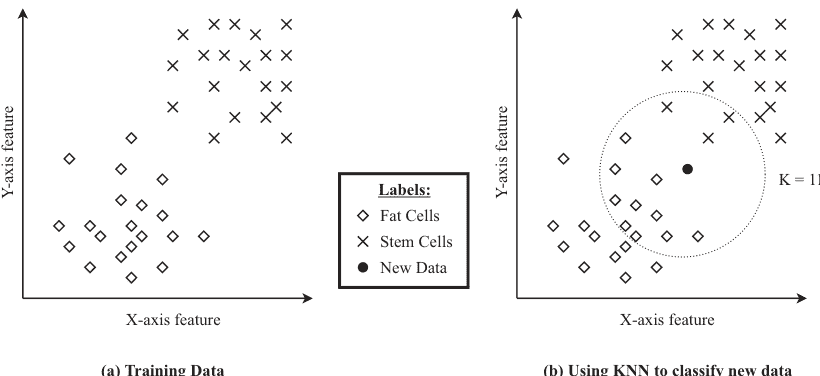 Y-axis feature
X-axis feature
(a) Training Data
Labels:
Fat Cells
Stem Cells
New Data
Y-axis feature
K = 11
X-axis feature
(b) Using KNN to classify new data